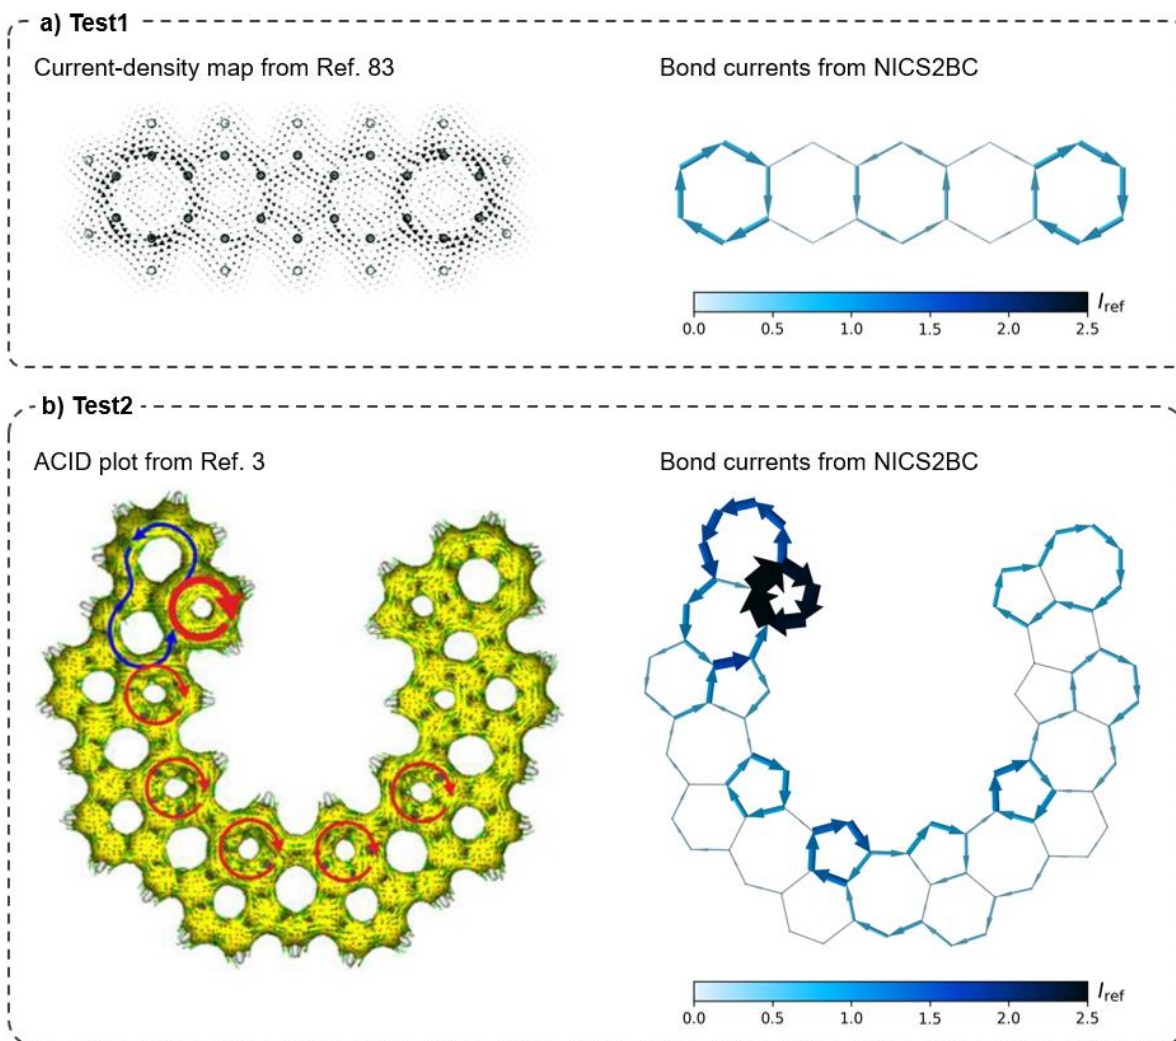 a) Test1
Current-density map from Ref. 83
Bond currents from NICS2BC
I_ref
0.0 0.5 1.0 1.5 2.0 2.5
b) Test2
ACID plot from Ref. 3
Bond currents from NICS2BC
I_ref
0.0 0.5 1.0 1.5 2.0 2.5